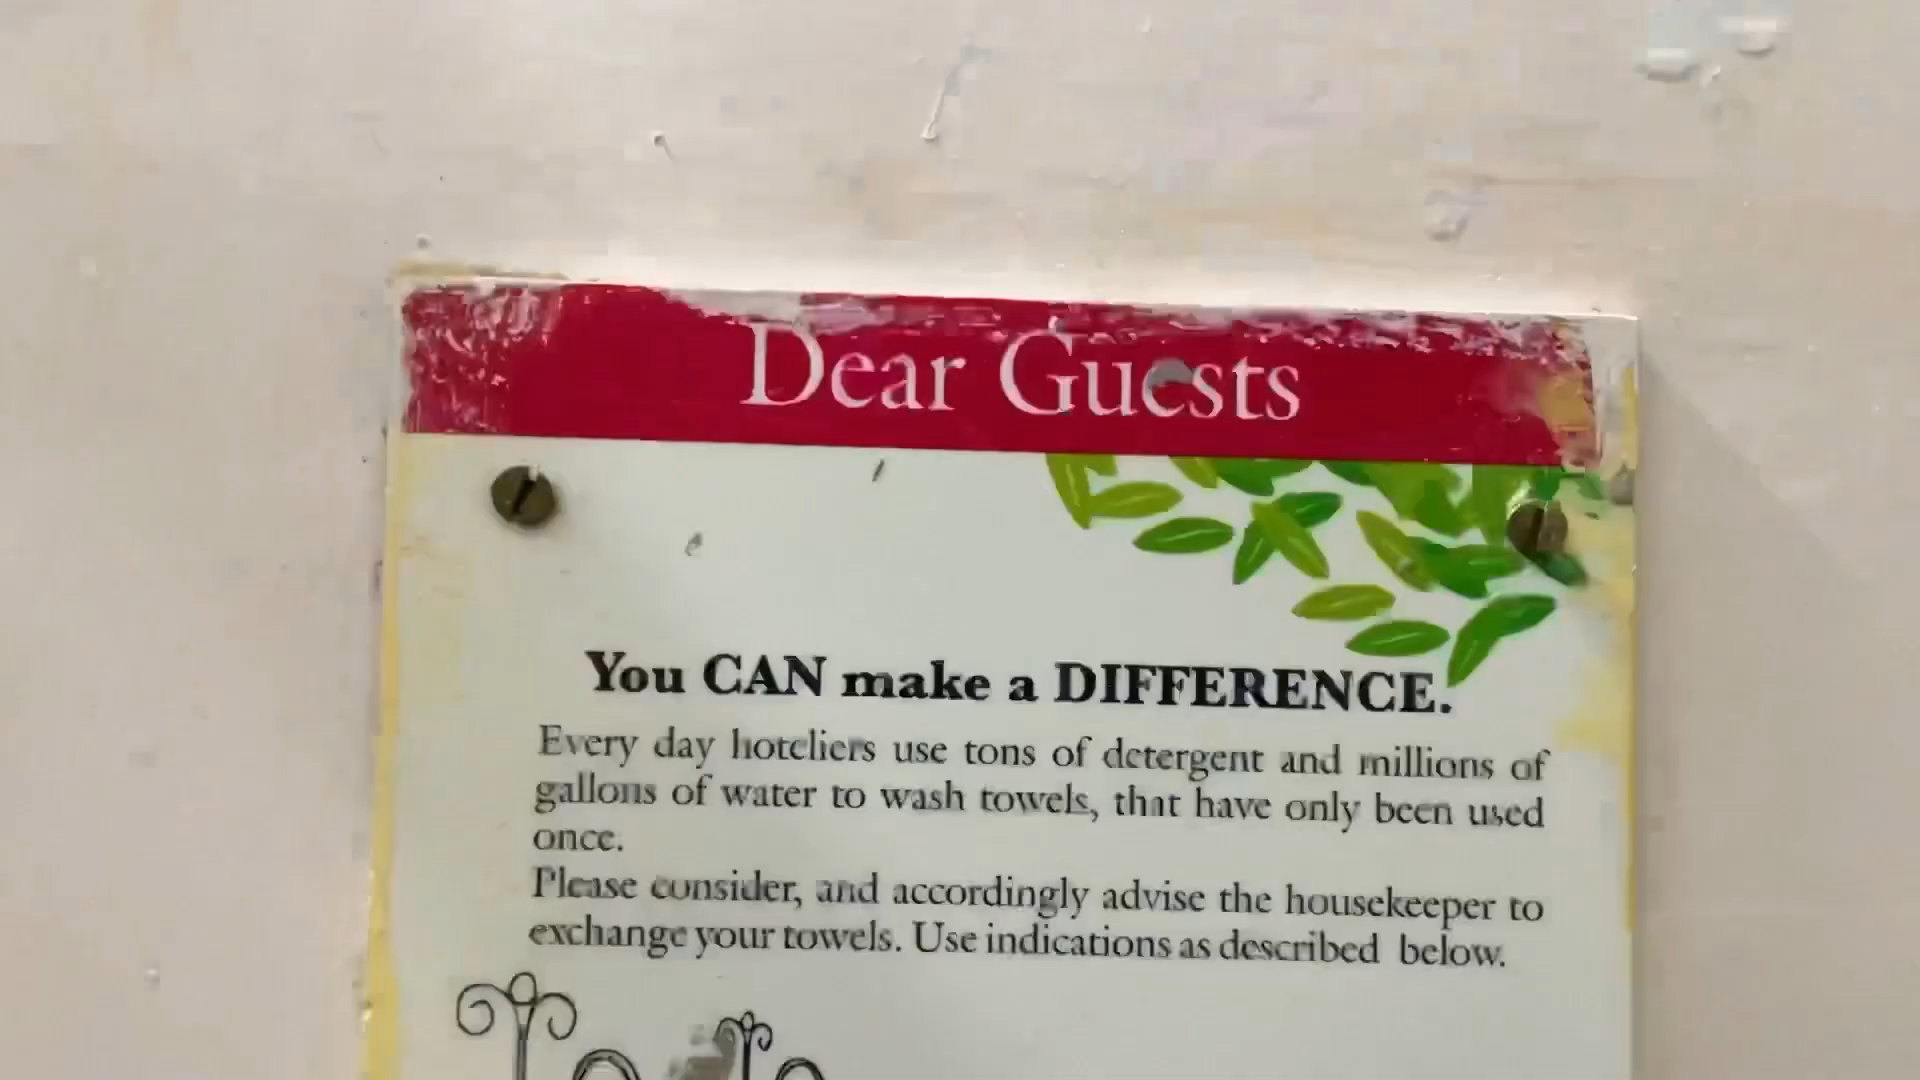 Dear Guests
You CAN make a DIFFERENCE.
Every day hoteliers use tons of detergent and millions of
gallons of water to wash towels, that have only been used
once.
Please consider, and accordingly advise the housekeeper to
exchange your towels. Use indications as described below.